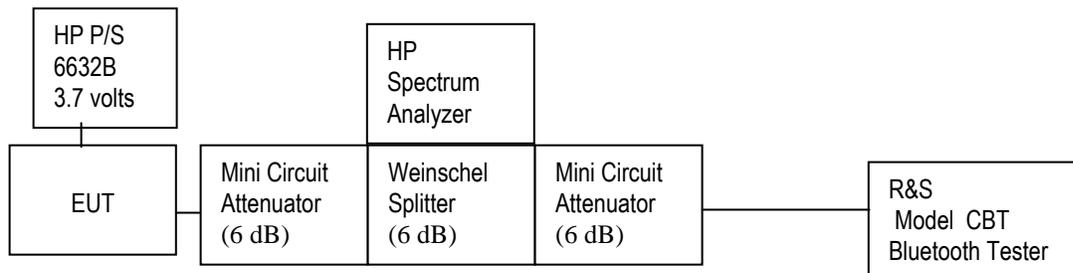 HP P/S
6632B
3.7 volts
HP
Spectrum
Analyzer
EUT
Mini Circuit
Attenuator
(6 dB)
Weinschel
Splitter
(6 dB)
Mini Circuit
Attenuator
(6 dB)
R&S
Model CBT
Bluetooth Tester